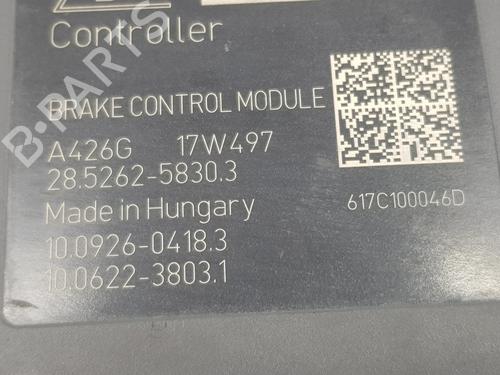 Controller
BRAKE CONTROL MODULE
A426G 17W497
28.5262-5830.3
Made in Hungary
617C100046D
10.0926-0418.3
10.0622-3803.1
B-PARTS